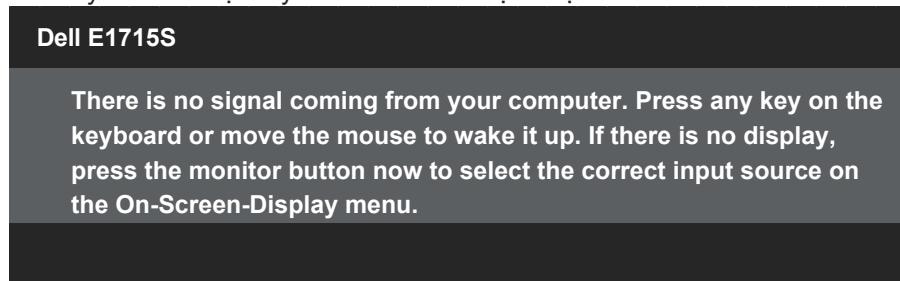 Dell E1715S
There is no signal coming from your computer. Press any key on the
keyboard or move the mouse to wake it up. If there is no display,
press the monitor button now to select the correct input source on
the On-Screen-Display menu.